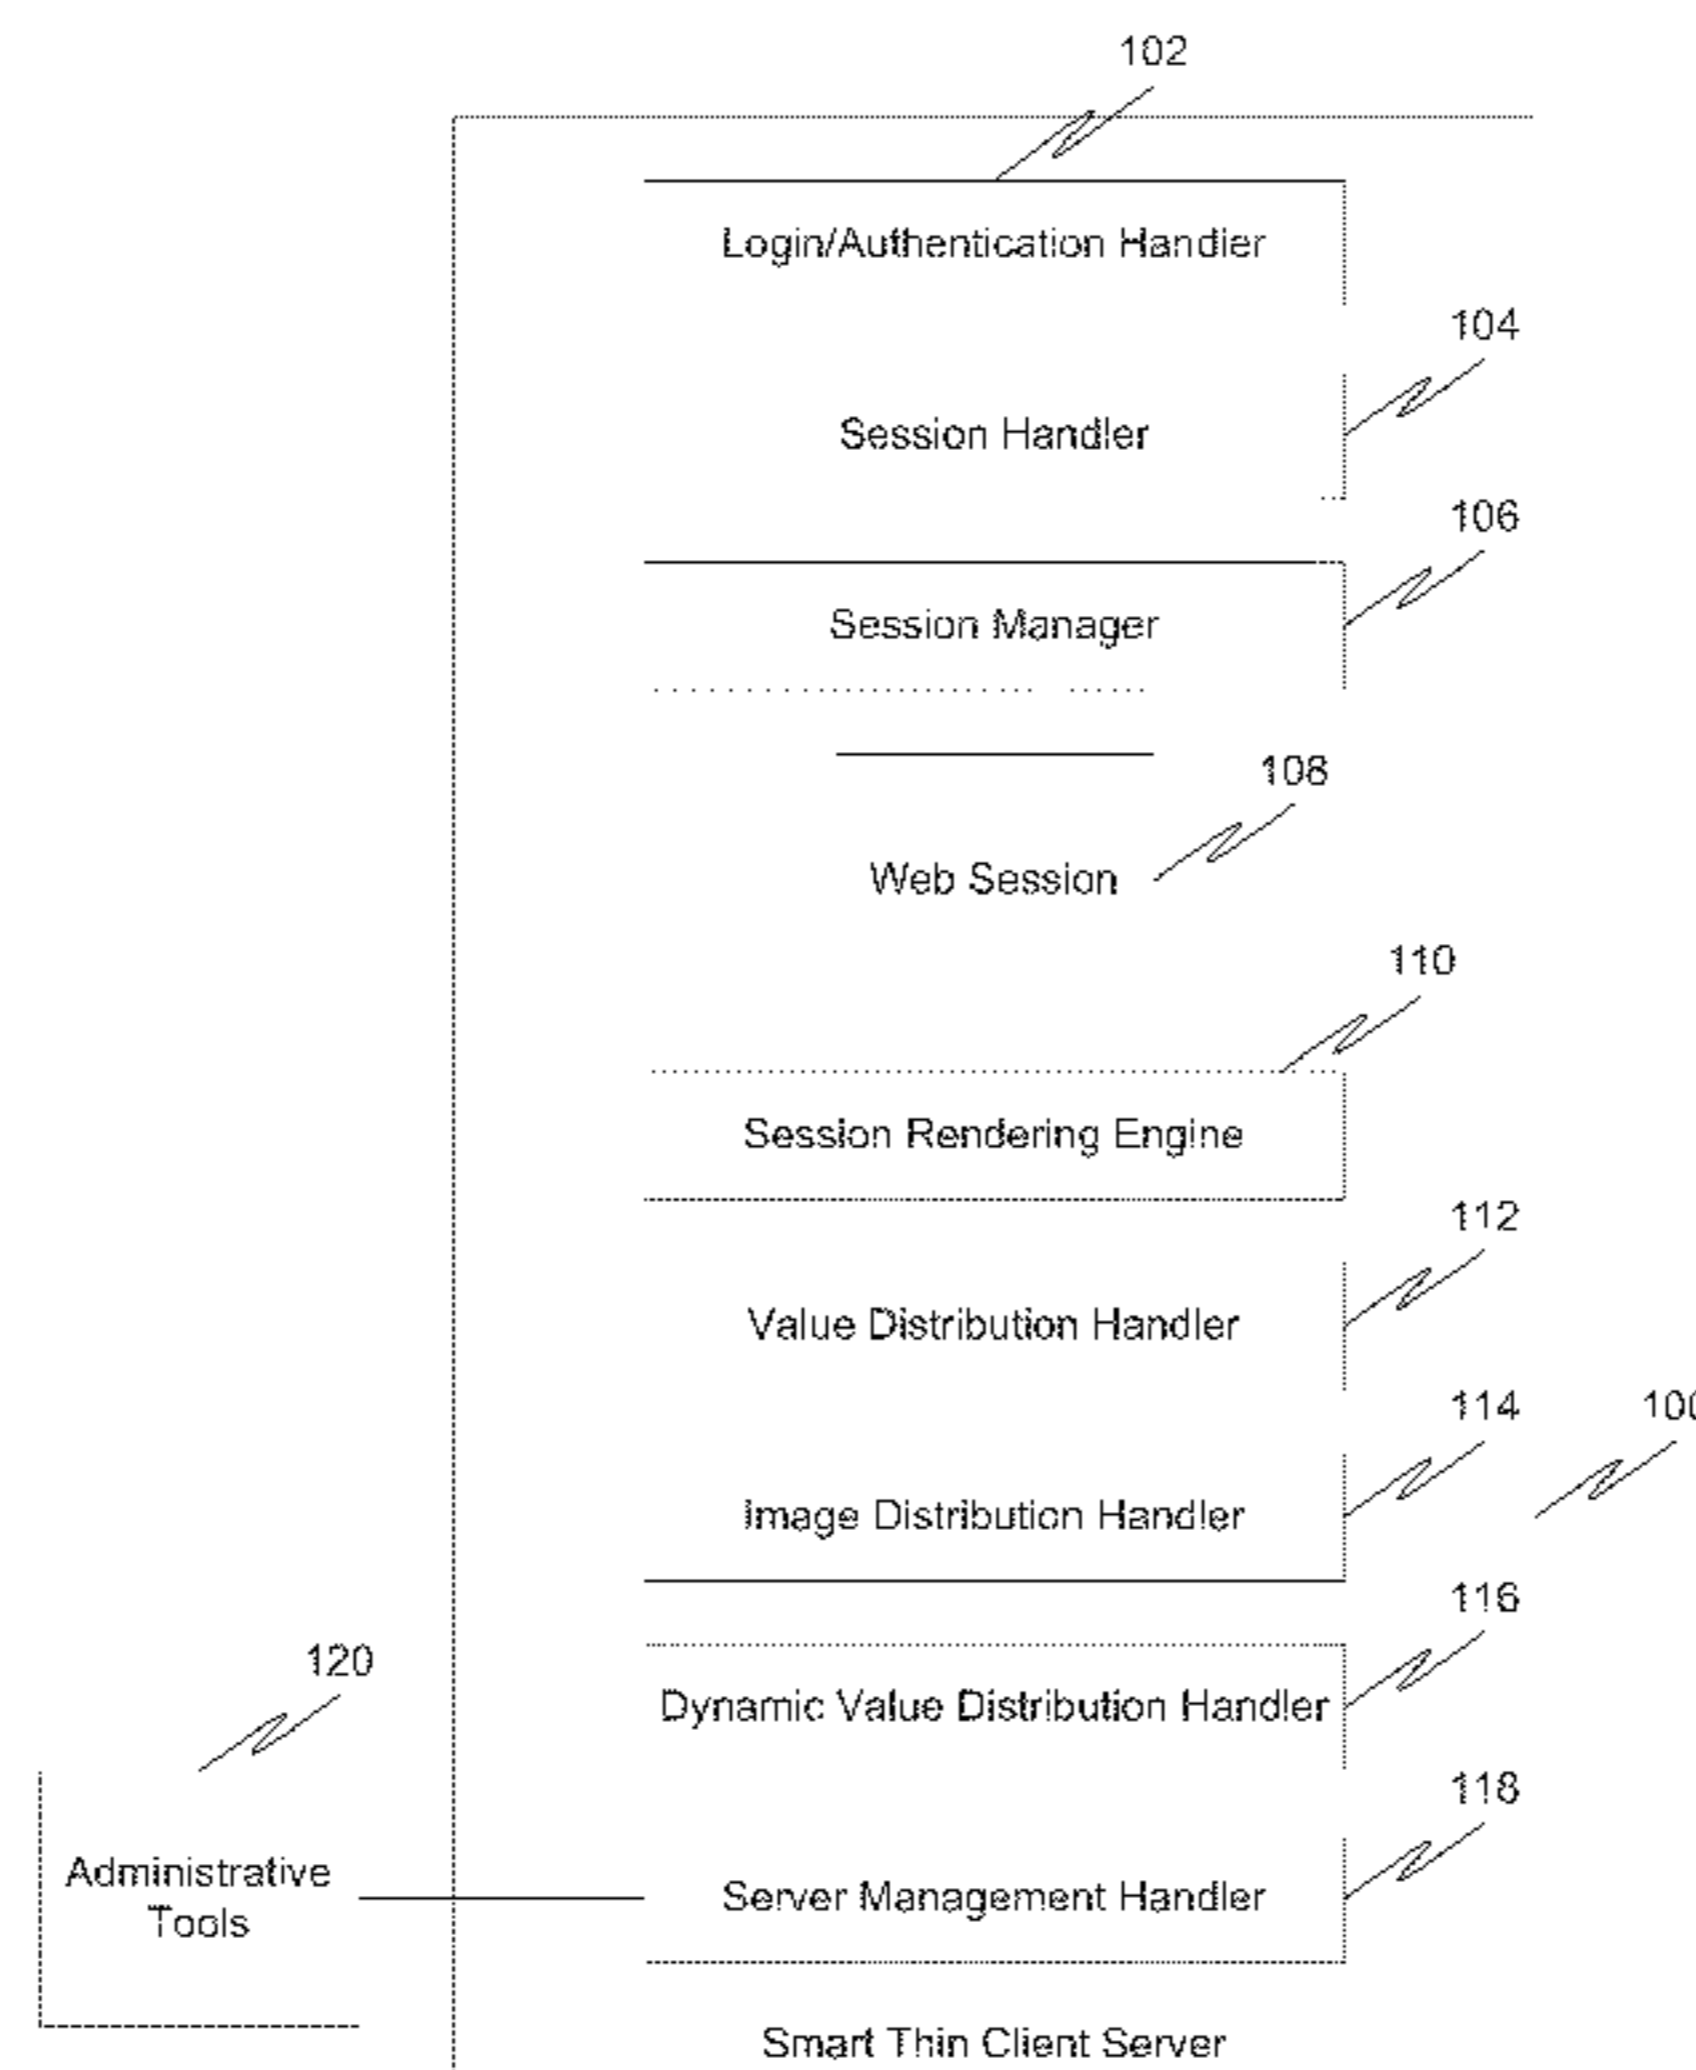 102
Login/Authentication Handler
104
Session Handler
106
Session Manager
108
Web Session
110
Session Rendering Engine
112
Value Distribution Handler
114
100
Image Distribution Handler
116
120
Dynamic Value Distribution Handler
118
Administrative
Tools
Server Management Handler
Smart Thin Client Server